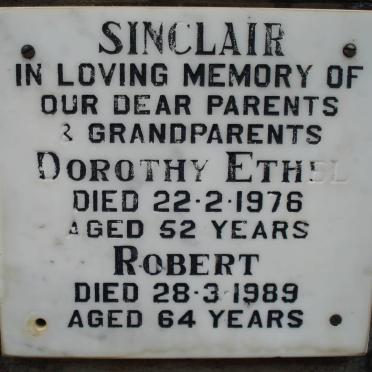 SINCLAIR
IN LOVING MEMORY OF
OUR DEAR PARENTS
& GRANDPARENTS
DOROTHY ETHEL
DIED 22·2·1976
AGED 52 YEARS
ROBERT
DIED 28·3·1989
AGED 64 YEARS